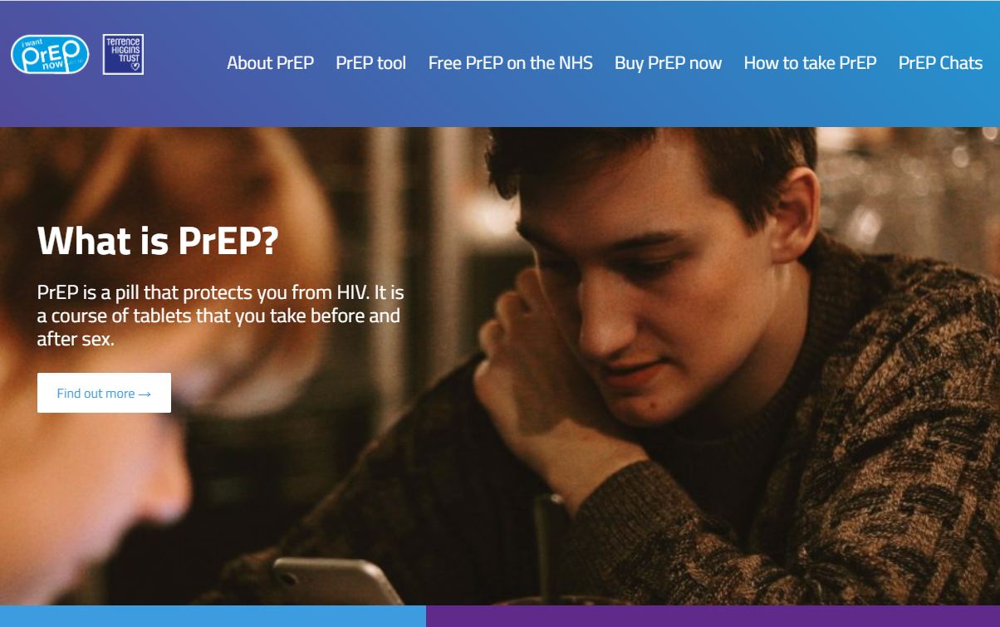 i want
PrEP
now
Terrence
HIGGINS
TRUST
About PrEP
PrEP tool
Free PrEP on the NHS
Buy PrEP now
How to take PrEP
PrEP Chats
What is PrEP?
PrEP is a pill that protects you from HIV. It is
a course of tablets that you take before and
after sex.
Find out more →